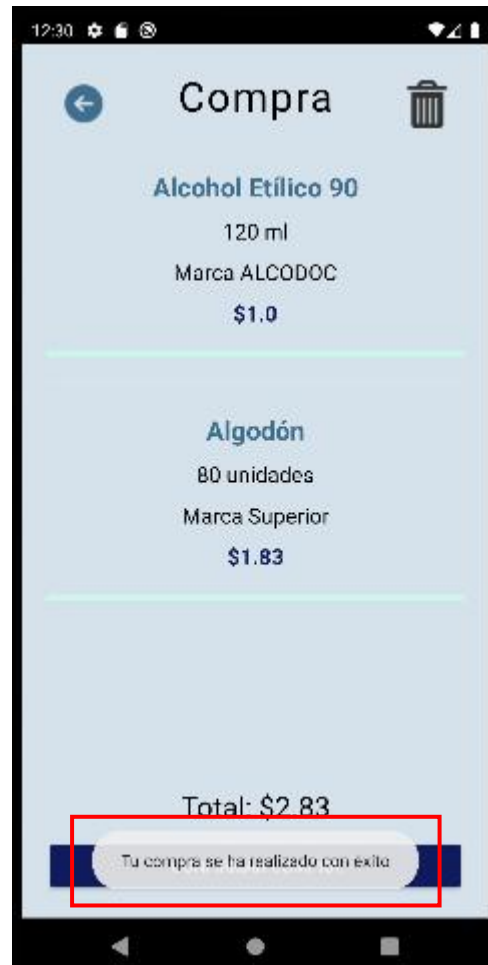 12:30
Compra
Alcohol Etílico 90
120 ml
Marca ALCODOC
$1.0
Algodón
80 unidades
Marca Superior
$1.83
Total: $2.83
Tu compra se ha realizado con éxito